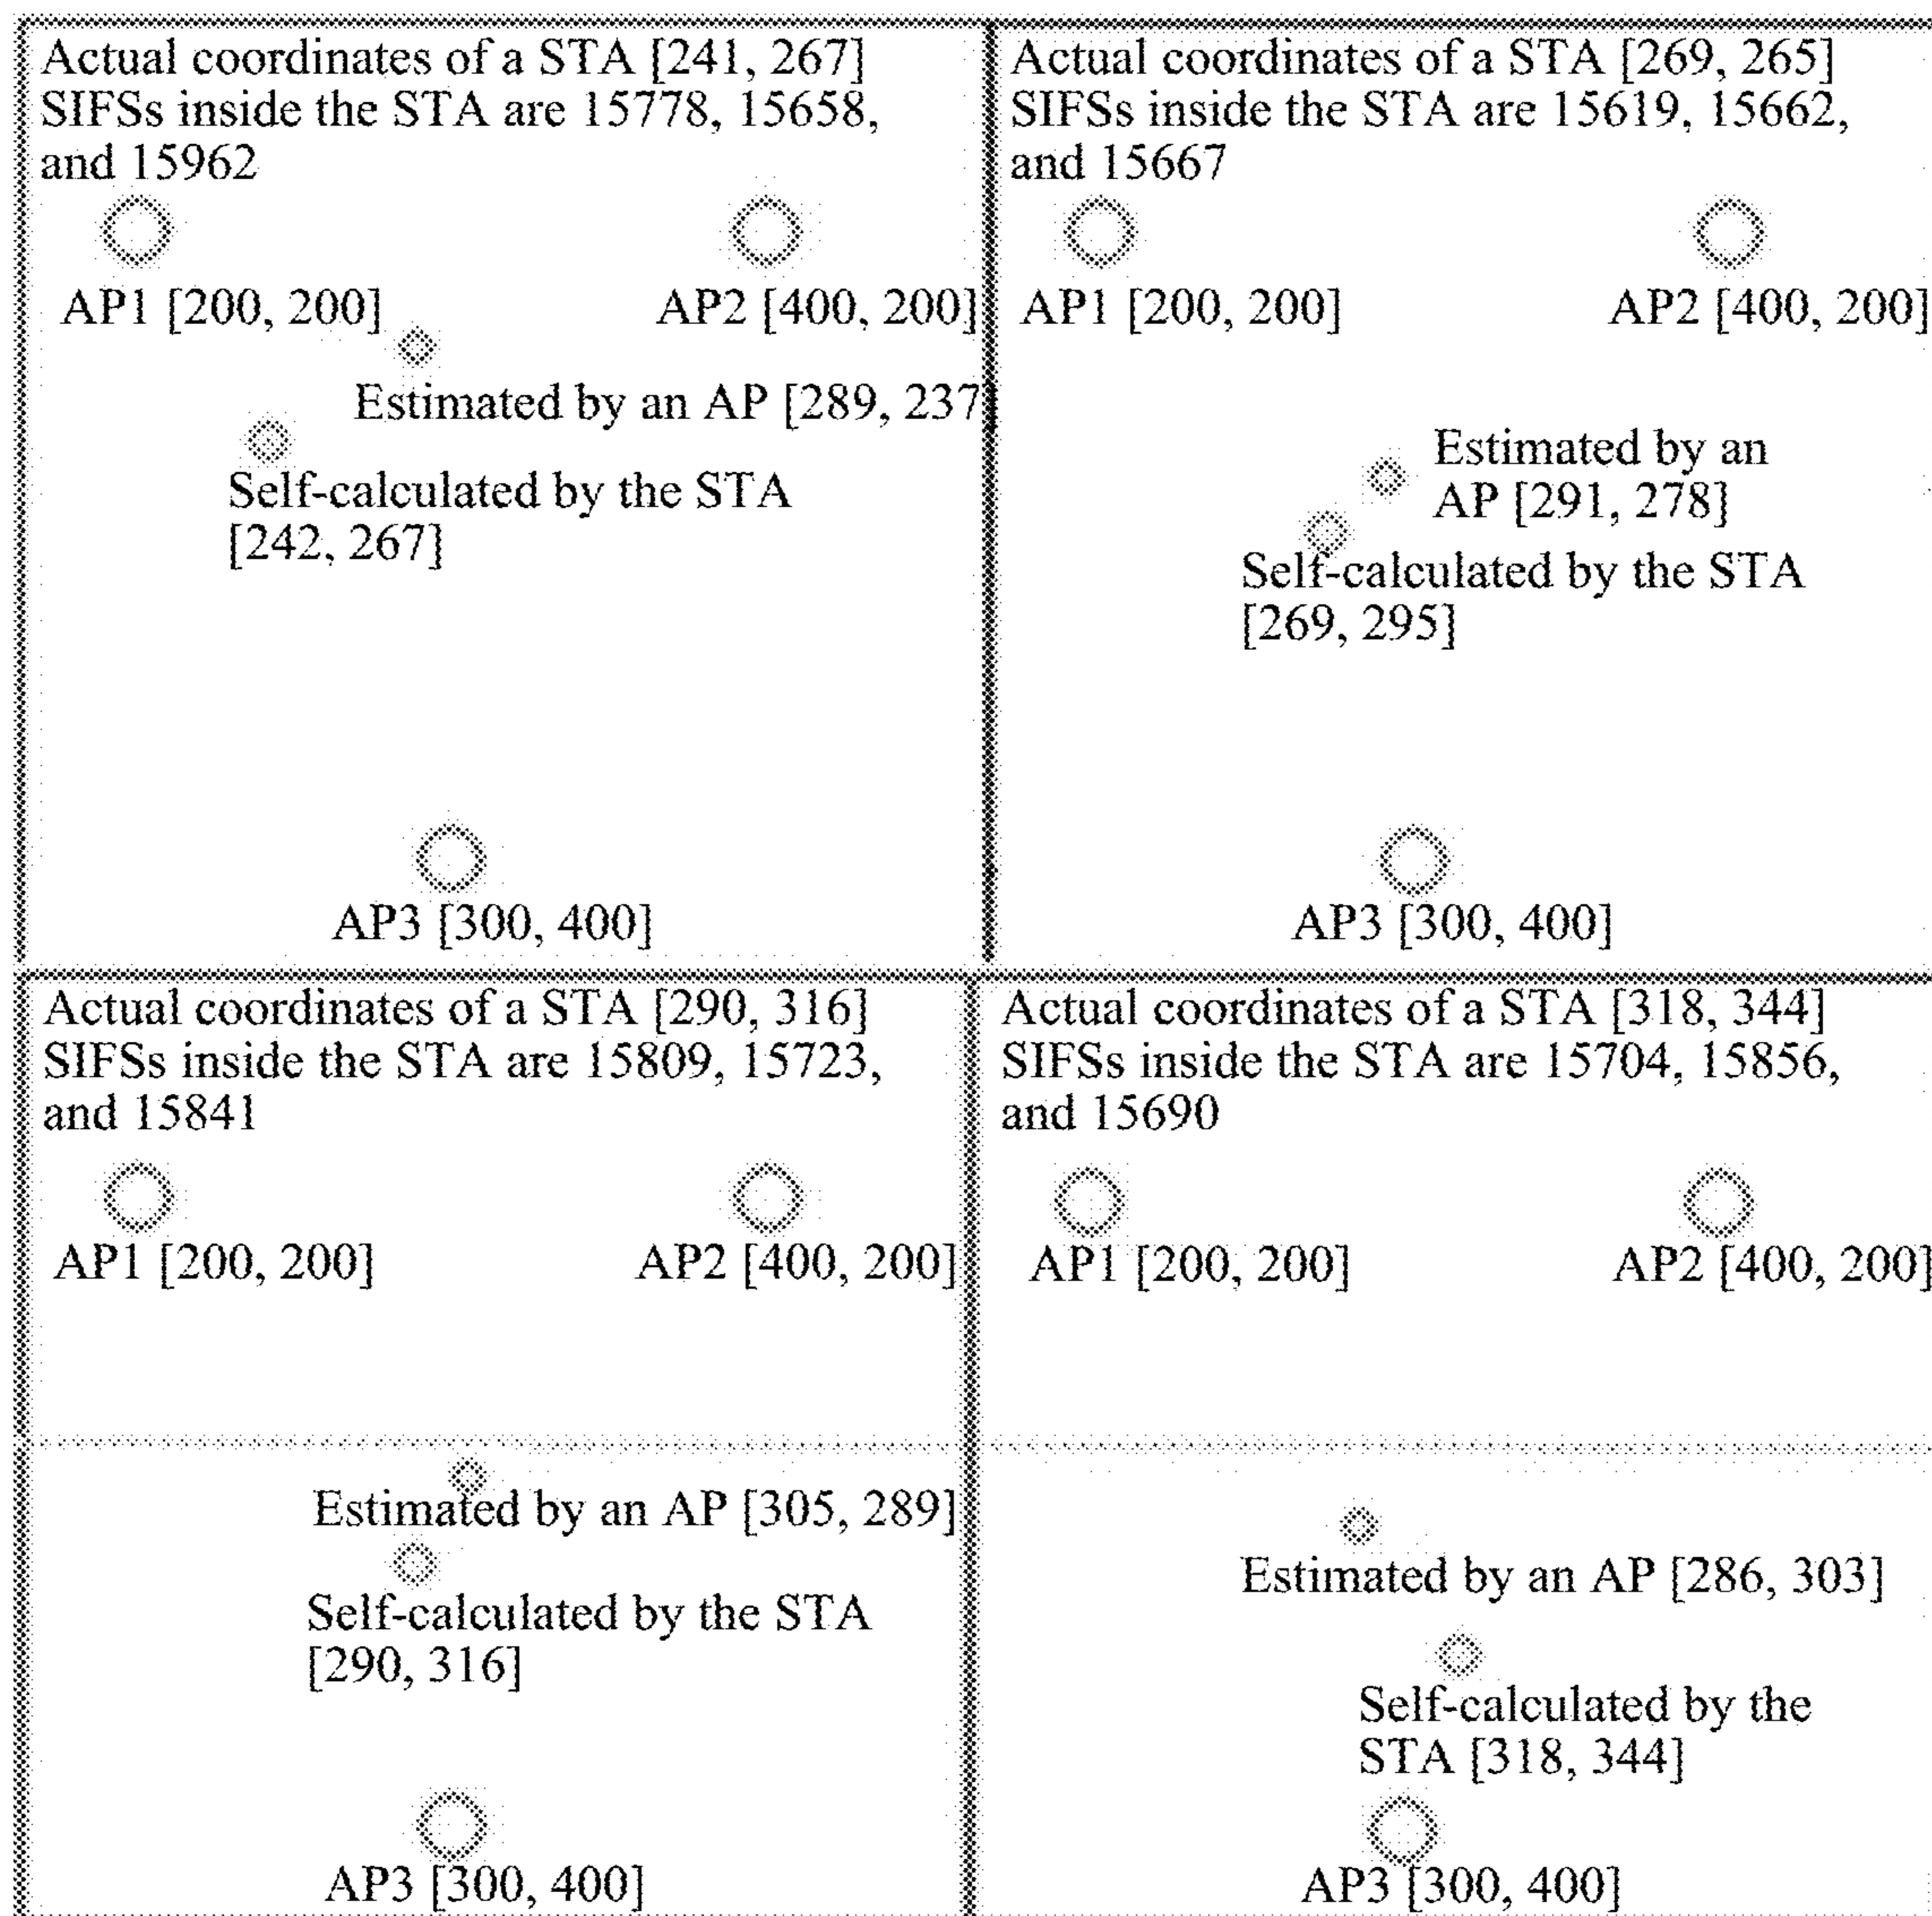 Actual coordinates of a STA [241, 267]
SIFSs inside the STA are 15778, 15658,
and 15962
AP1 [200, 200]
AP2 [400, 200]
Estimated by an AP [289, 237
Self-calculated by the STA
[242, 267]
AP3 [300, 400]
Actual coordinates of a STA [269, 265]
SIFSs inside the STA are 15619, 15662,
and 15667
AP1 [200, 200]
AP2 [400, 200]
Estimated by an
AP [291, 278]
Self-calculated by the STA
[269, 295]
AP3 [300, 400]
Actual coordinates of a STA [290, 316]
SIFSs inside the STA are 15809, 15723,
and 15841
AP1 [200, 200]
AP2 [400, 200]
Estimated by an AP [305, 289]
Self-calculated by the STA
[290, 316]
AP3 [300, 400]
Actual coordinates of a STA [318, 344]
SIFSs inside the STA are 15704, 15856,
and 15690
AP1 [200, 200]
AP2 [400, 200]
Estimated by an AP [286, 303]
Self-calculated by the
STA [318, 344]
AP3 [300, 400]